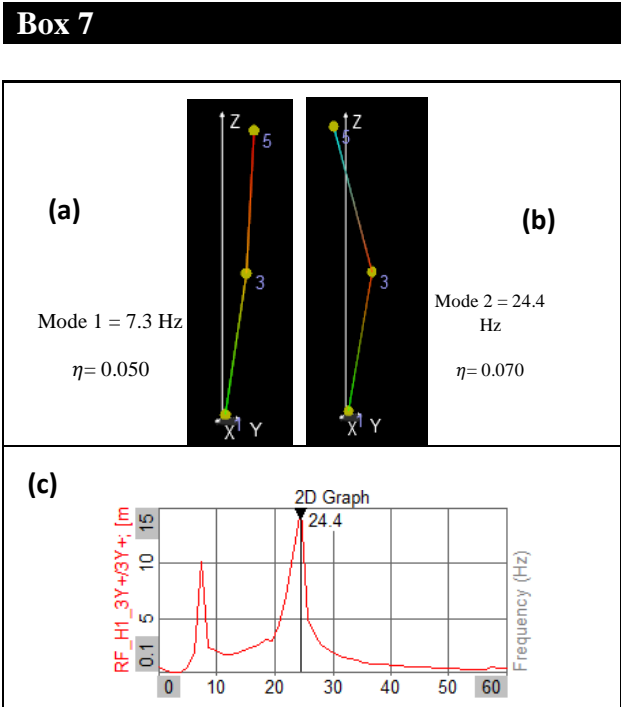 Box 7
(a)
Z
5
3
1
X Y
Mode 1 = 7.3 Hz
η= 0.050
Z
5
3
1
X Y
(b)
Mode 2 = 24.4
Hz
η= 0.070
(c)
2D Graph
24.4
RF_H1_3Y+/3Y+; [m
15
10
5
0.1
0 10 20 30 40 50 60
Frequency (Hz)